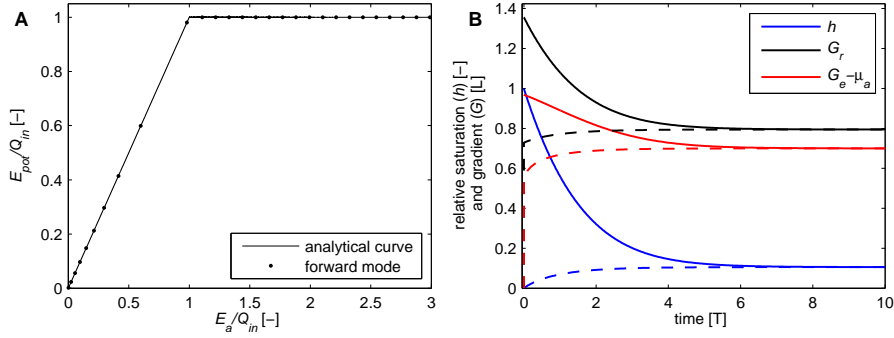 A
E_pot/Q_in [−]
1
0.8
0.6
0.4
0.2
0
0 0.5 1 1.5 2 2.5 3
E_a/Q_in [−]
analytical curve
forward mode
B
relative saturation (h) [−]
and gradient (G) [L]
1.4
1.2
1
0.8
0.6
0.4
0.2
0
0 2 4 6 8 10
time [T]
h
G_r
G_e−μ_a